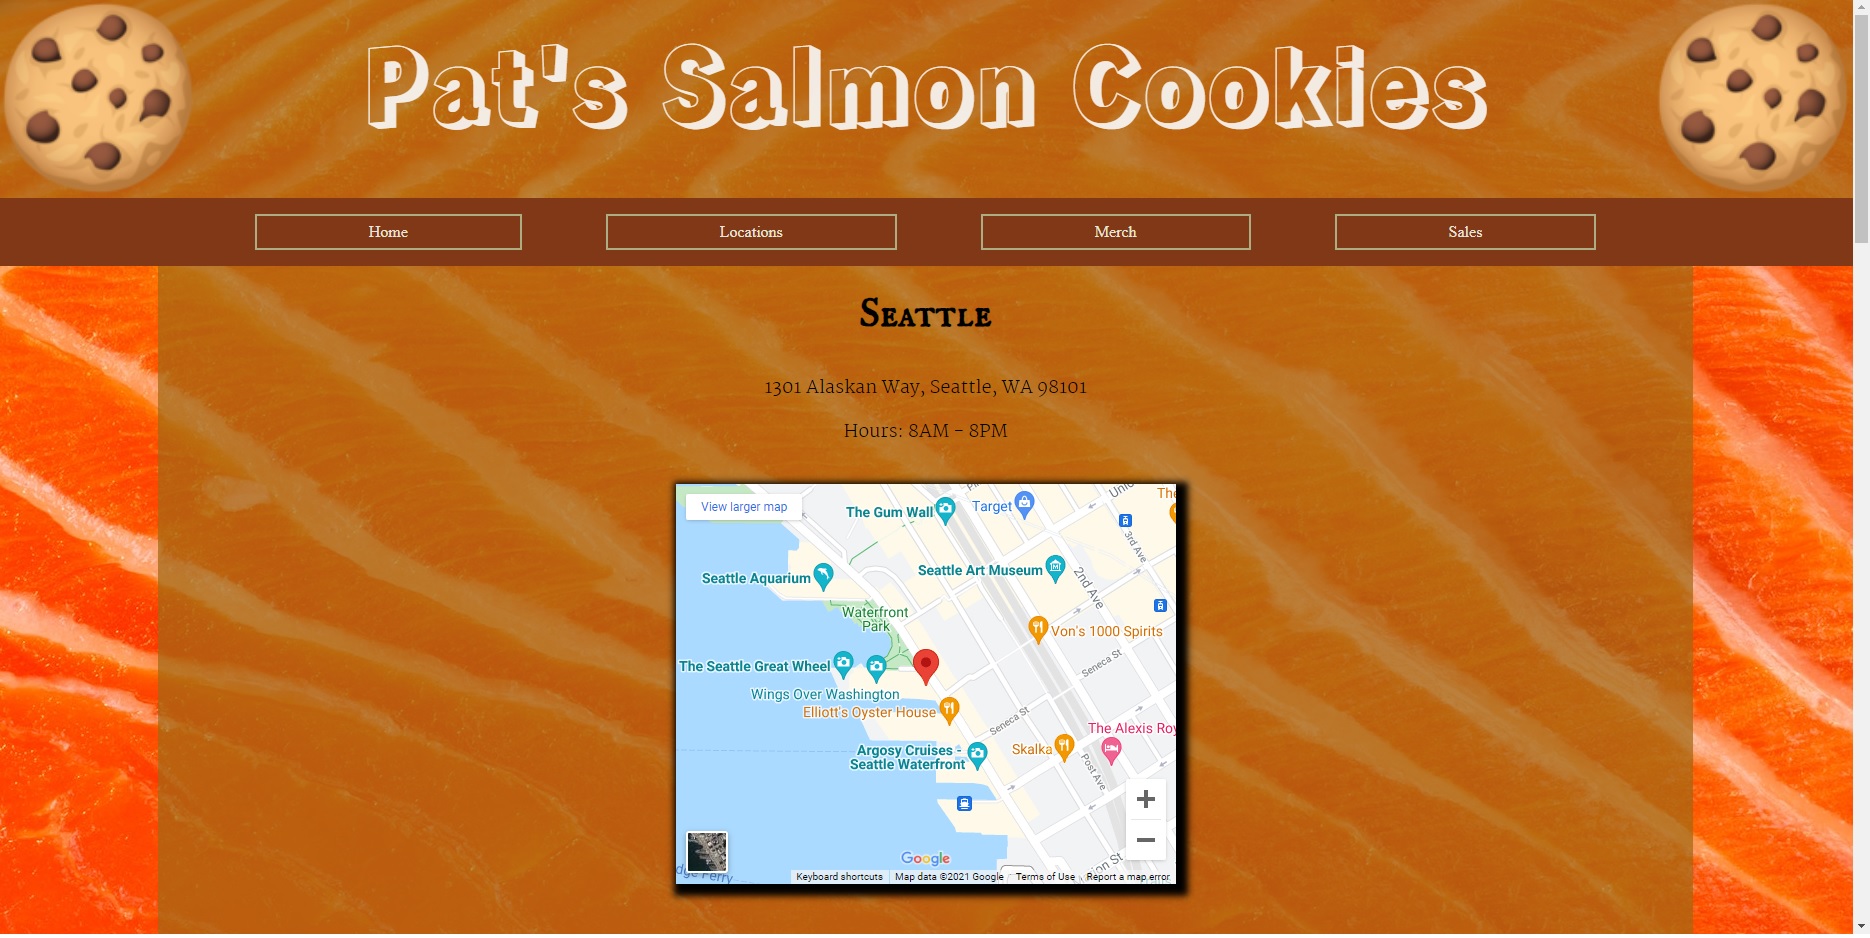 Pat's Salmon Cookies
Home
Locations
Merch
Sales
Seattle
1301 Alaskan Way, Seattle, WA 98101
Hours: 8AM - 8PM
View larger map
The Gum Wall
Target
Union
The
3rd Ave
Seattle Aquarium
Seattle Art Museum
2nd Ave
Waterfront
Park
Von's 1000 Spirits
Seneca St
The Seattle Great Wheel
Wings Over Washington
Elliott's Oyster House
Seneca St
The Alexis Roy
Argosy Cruises -
Seattle Waterfront
Skalka
Post Ave
Google
Keyboard shortcuts
Map data ©2021 Google
Terms of Use
Report a map error